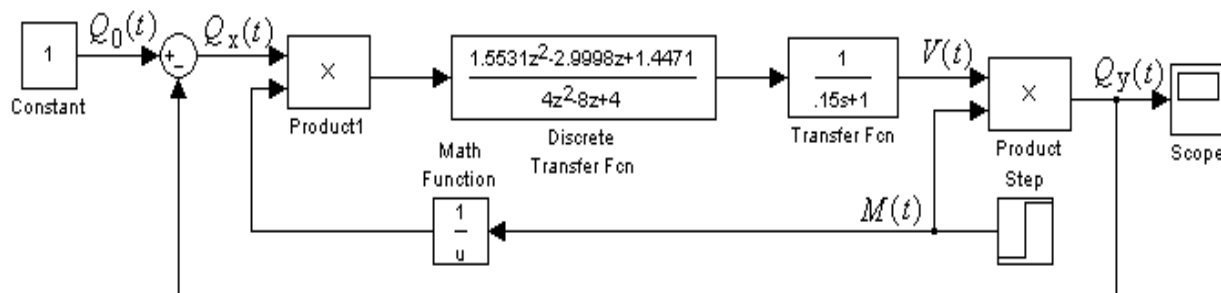 1
Constant
Q0(t)
+
-
Qx(t)
×
Product1
1.5531z²-2.9998z+1.4471
4z²-8z+4
Discrete
Transfer Fcn
1
.15s+1
Transfer Fcn
V(t)
×
Product
Qy(t)
Scope
Math
Function
1
u
M(t)
Step